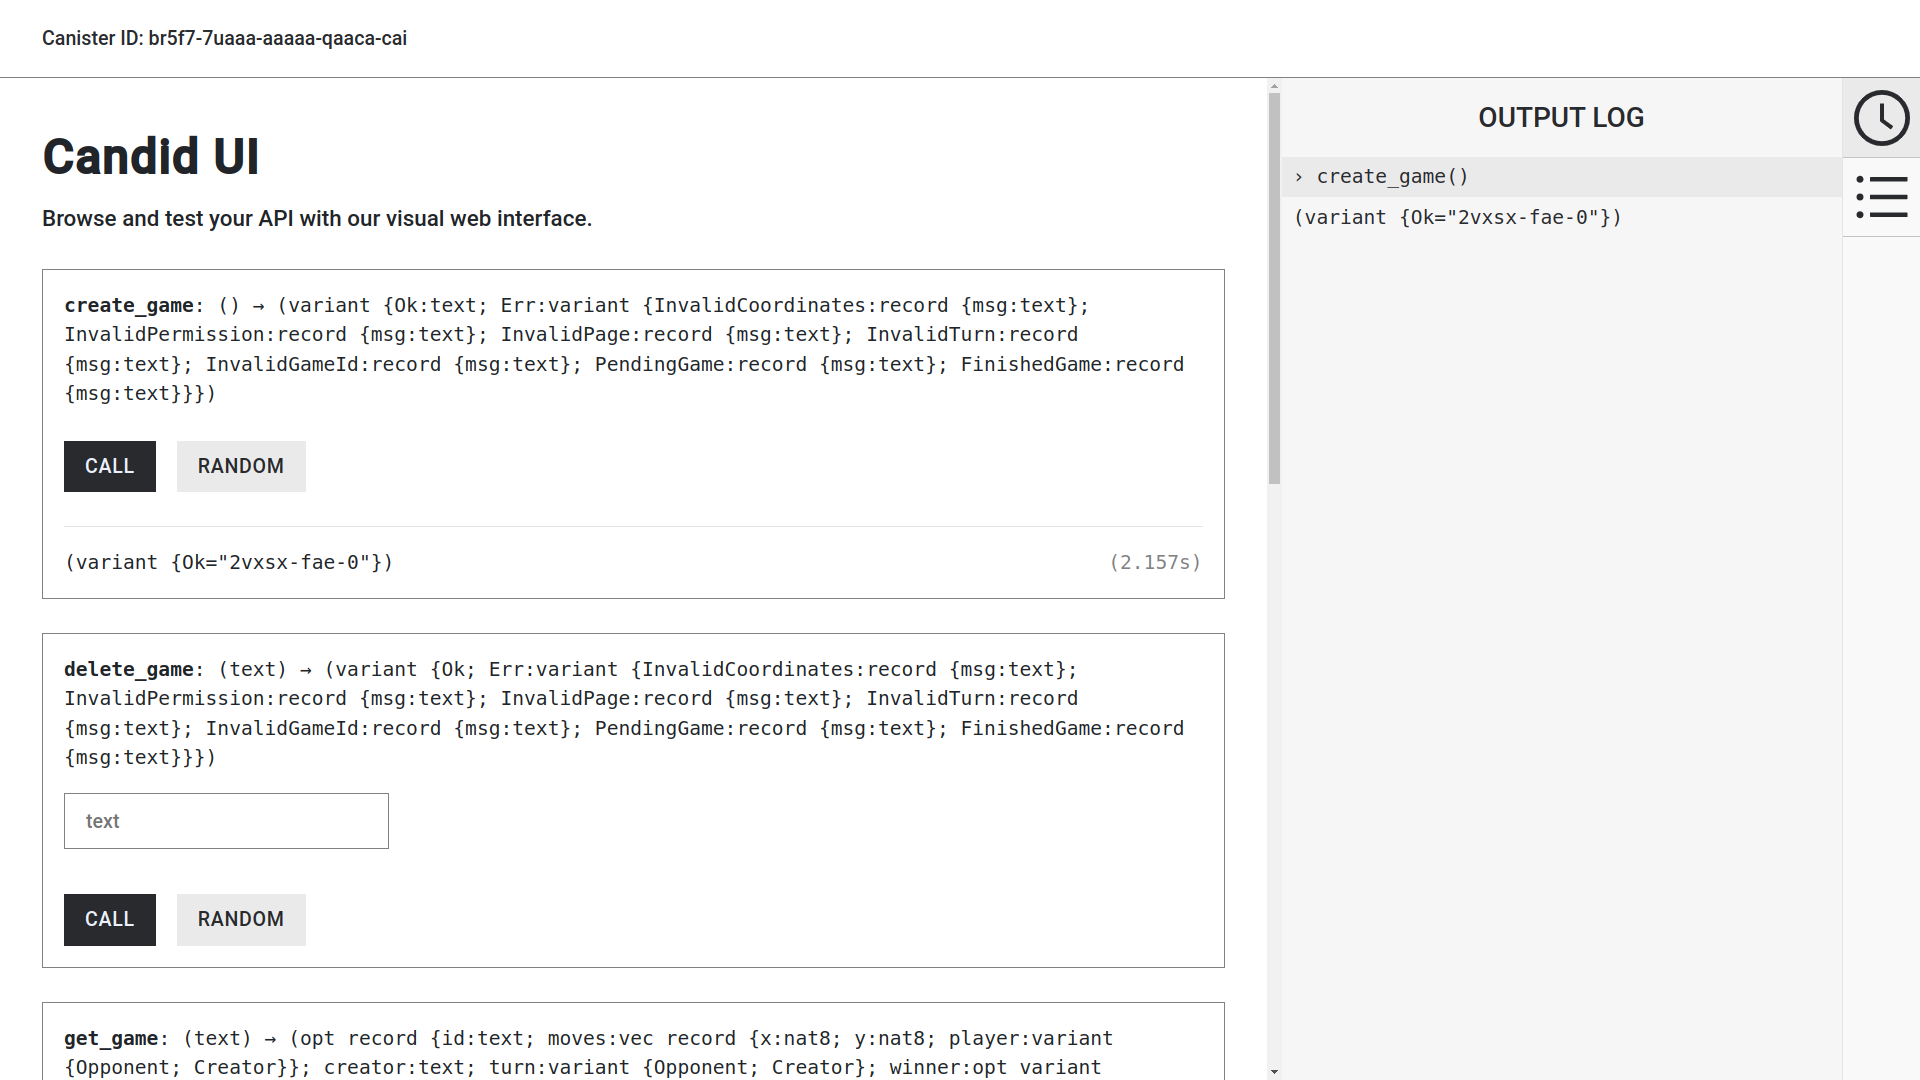 Canister ID: br5f7-7uaaa-aaaaa-qaaca-cai
Candid UI
Browse and test your API with our visual web interface.
create_game: () → (variant {Ok:text; Err:variant {InvalidCoordinates:record {msg:text};
InvalidPermission:record {msg:text}; InvalidPage:record {msg:text}; InvalidTurn:record
{msg:text}; InvalidGameId:record {msg:text}; PendingGame:record {msg:text}; FinishedGame:record
{msg:text}}})
CALL RANDOM
(variant {Ok="2vxsx-fae-0"}) (2.157s)
delete_game: (text) → (variant {Ok; Err:variant {InvalidCoordinates:record {msg:text};
InvalidPermission:record {msg:text}; InvalidPage:record {msg:text}; InvalidTurn:record
{msg:text}; InvalidGameId:record {msg:text}; PendingGame:record {msg:text}; FinishedGame:record
{msg:text}}})
text
CALL RANDOM
get_game: (text) → (opt record {id:text; moves:vec record {x:nat8; y:nat8; player:variant
{Opponent; Creator}}; creator:text; turn:variant {Opponent; Creator}; winner:opt variant
OUTPUT LOG
› create_game()
(variant {Ok="2vxsx-fae-0"})